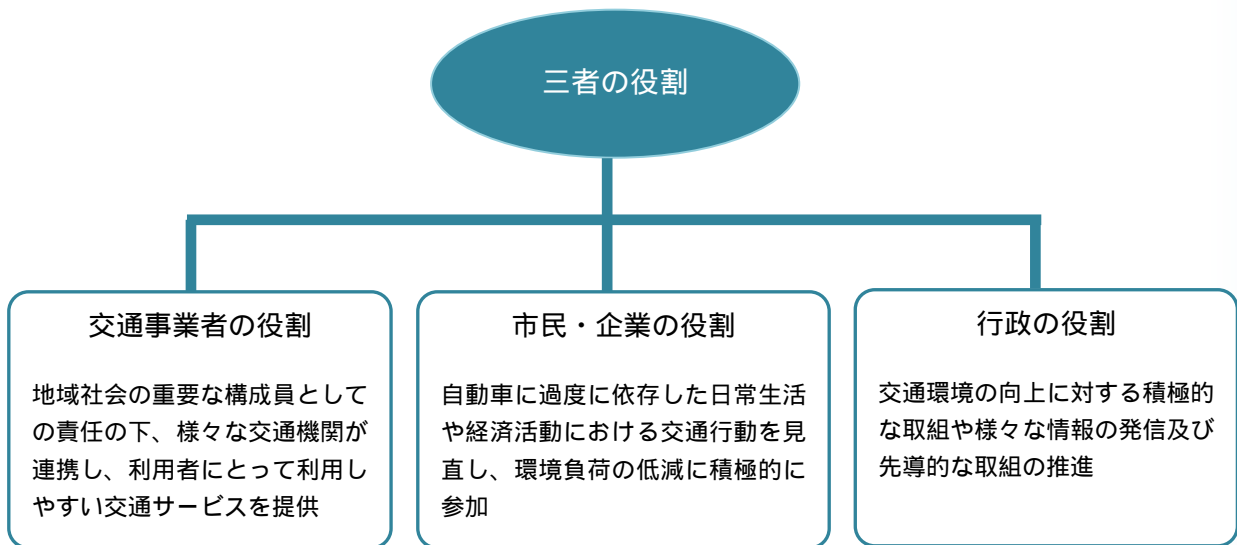 三者の役割
交通事業者の役割
地域社会の重要な構成員として
の責任の下、様々な交通機関が
連携し、利用者にとって利用し
やすい交通サービスを提供
市民・企業の役割
自動車に過度に依存した日常生活
や経済活動における交通行動を見
直し、環境負荷の低減に積極的に
参加
行政の役割
交通環境の向上に対する積極的
な取組や様々な情報の発信及び
先導的な取組の推進